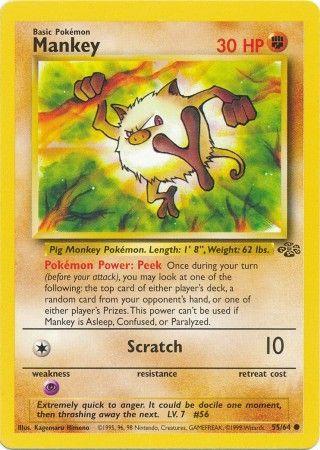 Basic Pokémon
Mankey 30 HP
Pig Monkey Pokémon. Length: 1' 8", Weight: 62 lbs.
Pokémon Power: Peek Once during your turn
(before your attack), you may look at one of the
following: the top card of either player's deck, a
random card from your opponent's hand, or one of
either player's Prizes. This power can't be used if
Mankey is Asleep, Confused, or Paralyzed.
Scratch 10
weakness resistance retreat cost
Extremely quick to anger. It could be docile one moment,
then thrashing away the next. LV. 7 #56
Illus. Kagemaru Himeno ©1995, 96, 98 Nintendo, Creatures, GAMEFREAK. ©1999 Wizards. 55/64